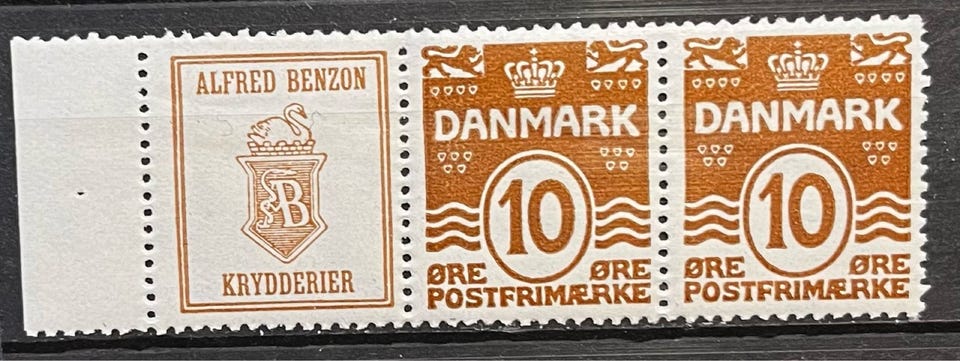 ALFRED BENZON
B
KRYDDERIER
DANMARK
10
ØRE ØRE
POSTFRIMÆRKE
DANMARK
10
ØRE ØRE
POSTFRIMÆRKE